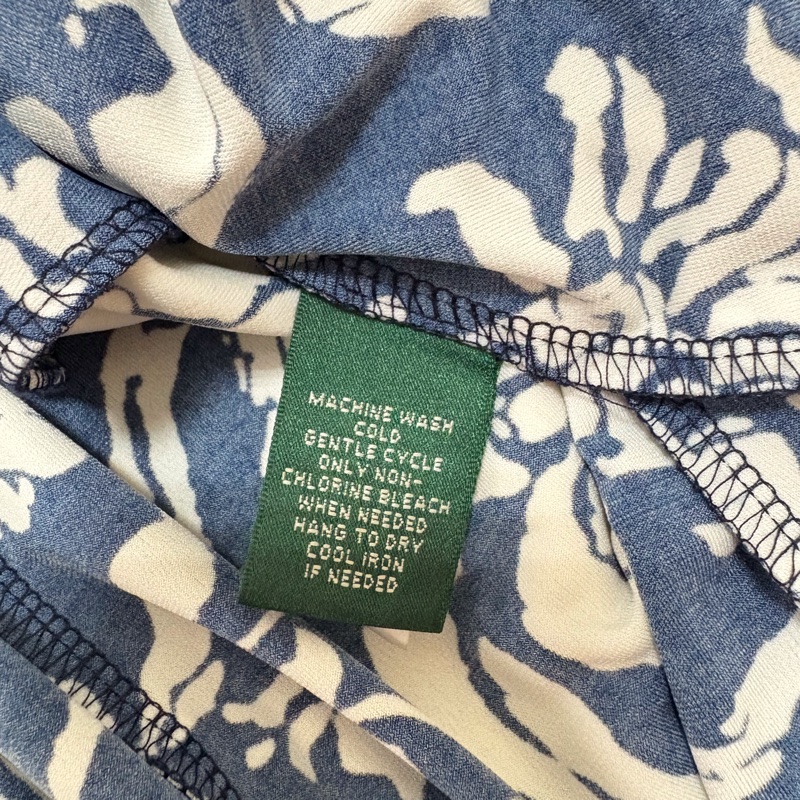 MACHINE WASH
COLD
GENTLE CYCLE
ONLY NON-
CHLORINE BLEACH
WHEN NEEDED
HANG TO DRY
COOL IRON
IF NEEDED